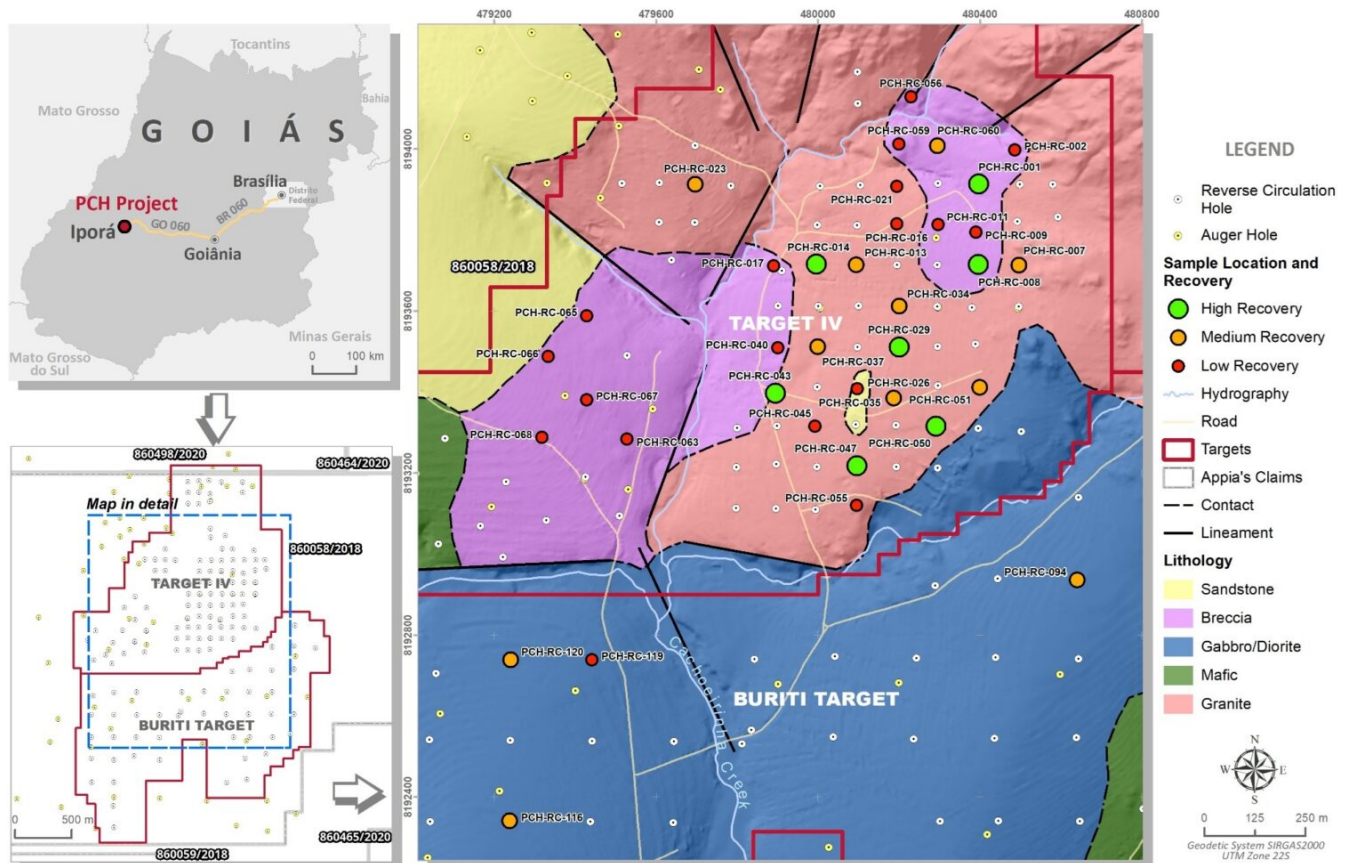 Tocantins
Mato Grosso
Bahia
GOIÁS
Brasília
Distrito
Federal
PCH Project
Iporá
GO 060
BR 060
Goiânia
Minas Gerais
Mato Grosso
do Sul
0 100 km
860498/2020
860464/2020
Map in detail
860058/2018
TARGET IV
BURITI TARGET
0 500 m
860465/2020
860059/2018
479200 479600 480000 480400 480800
8194000
8193600
8193200
8192800
8192400
PCH-RC-056
PCH-RC-059
PCH-RC-060
PCH-RC-002
PCH-RC-023
PCH-RC-001
PCH-RC-021
PCH-RC-011
PCH-RC-016
PCH-RC-009
PCH-RC-014
PCH-RC-013
PCH-RC-007
PCH-RC-017
860058/2018
PCH-RC-008
PCH-RC-034
PCH-RC-065
TARGET IV
PCH-RC-029
PCH-RC-040
PCH-RC-066
PCH-RC-037
PCH-RC-043
PCH-RC-026
PCH-RC-067
PCH-RC-035
PCH-RC-051
PCH-RC-045
PCH-RC-068
PCH-RC-063
PCH-RC-047
PCH-RC-050
PCH-RC-055
PCH-RC-094
PCH-RC-120
PCH-RC-119
BURITI TARGET
Cachoeirinha Creek
PCH-RC-116
LEGEND
Reverse Circulation
Hole
Auger Hole
Sample Location and
Recovery
High Recovery
Medium Recovery
Low Recovery
Hydrography
Road
Targets
Appia's Claims
Contact
Lineament
Lithology
Sandstone
Breccia
Gabbro/Diorite
Mafic
Granite
N
W E
S
0 250 m
Geodetic System SIRGAS2000
UTM Zone 22S